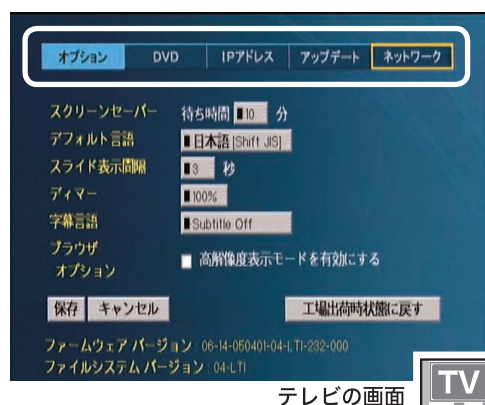 オプション DVD IPアドレス アップデート ネットワーク
スクリーンセーバー 待ち時間 10 分
デフォルト言語 日本語 [Shift JIS]
スライド表示間隔 3 秒
ディマー 100%
字幕言語 Subtitle Off
ブラウザ
オプション 高解像度表示モードを有効にする
保存 キャンセル 工場出荷時状態に戻す
ファームウェア バージョン : 06-14-050401-04-LTI-232-000
ファイルシステム バージョン : 04-LTI
テレビの画面 TV